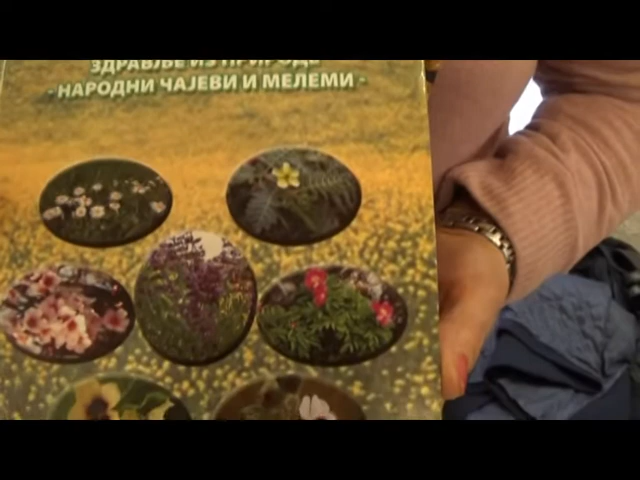 ЗДРАВЉЕ ИЗ ПРИРОДЕ
- НАРОДНИ ЧАЈЕВИ И МЕЛЕМИ -